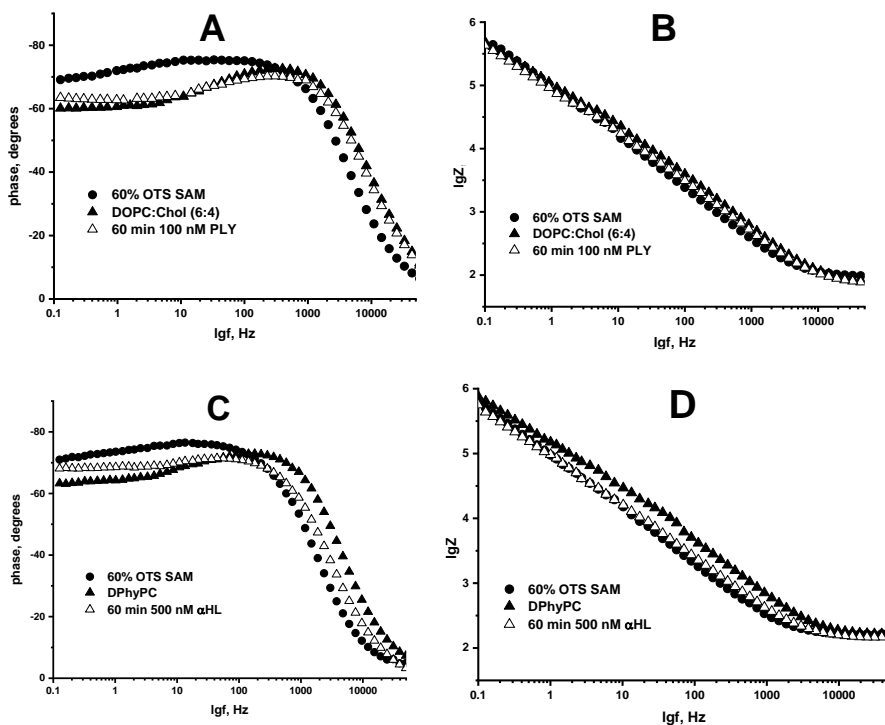 A
phase, degrees
-80
-60
-40
-20
0
60% OTS SAM
DOPC:Chol (6:4)
60 min 100 nM PLY
0.1 1 10 100 1000 10000
lgf, Hz
B
lgZ
6
5
4
3
2
1
60% OTS SAM
DOPC:Chol (6:4)
60 min 100 nM PLY
0.1 1 10 100 1000 10000
lgf, Hz
C
phase, degrees
-80
-60
-40
-20
0
60% OTS SAM
DPhyPC
60 min 500 nM αHL
0.1 1 10 100 1000 10000
lgf, Hz
D
lgZ
6
5
4
3
2
60% OTS SAM
DPhyPC
60 min 500 nM αHL
0.1 1 10 100 1000 10000
lgf, Hz